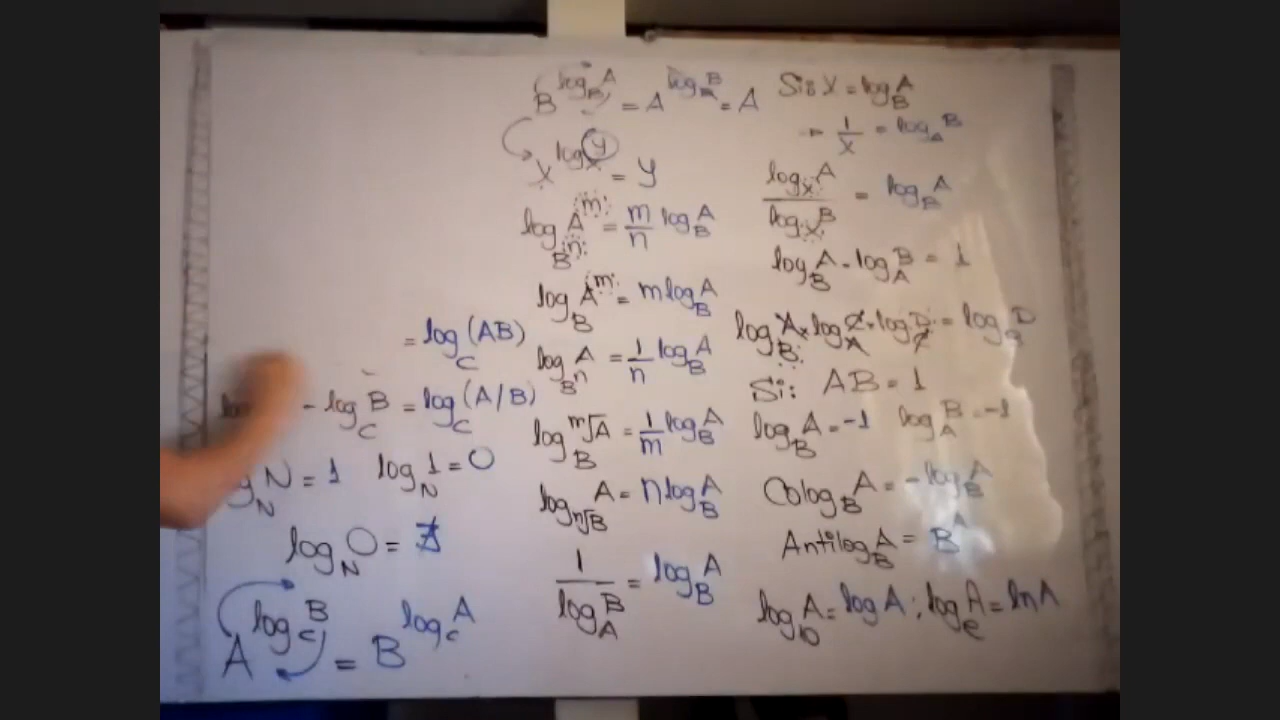 = log_C (AB)
- log_C B = log_C (A/B)
N = 1 log_N 1 = 0
log_N 0 = ∄
A^(log_C B) = B^(log_C A)
B^(log_B A) = A^(log_B B) = A
x^(log_x y) = y
log_(B^n) A^m = m/n log_B A
log_B A^m = m log_B A
log_(B^n) A = 1/n log_B A
log_B m√A = 1/m log_B A
log_(n√B) A = n log_B A
1/(log_A B) = log_B A
Si: X = log_B A
→ 1/X = log_A B
(log_x A)/(log_x B) = log_B A
log_B A . log_A B = 1
Si: AB = 1
log_B A = -1 log_A B = -1
Colog_B A = -log_B A
Antilog_B A = B^A
log_10 A = log A ; log_e A = ln A